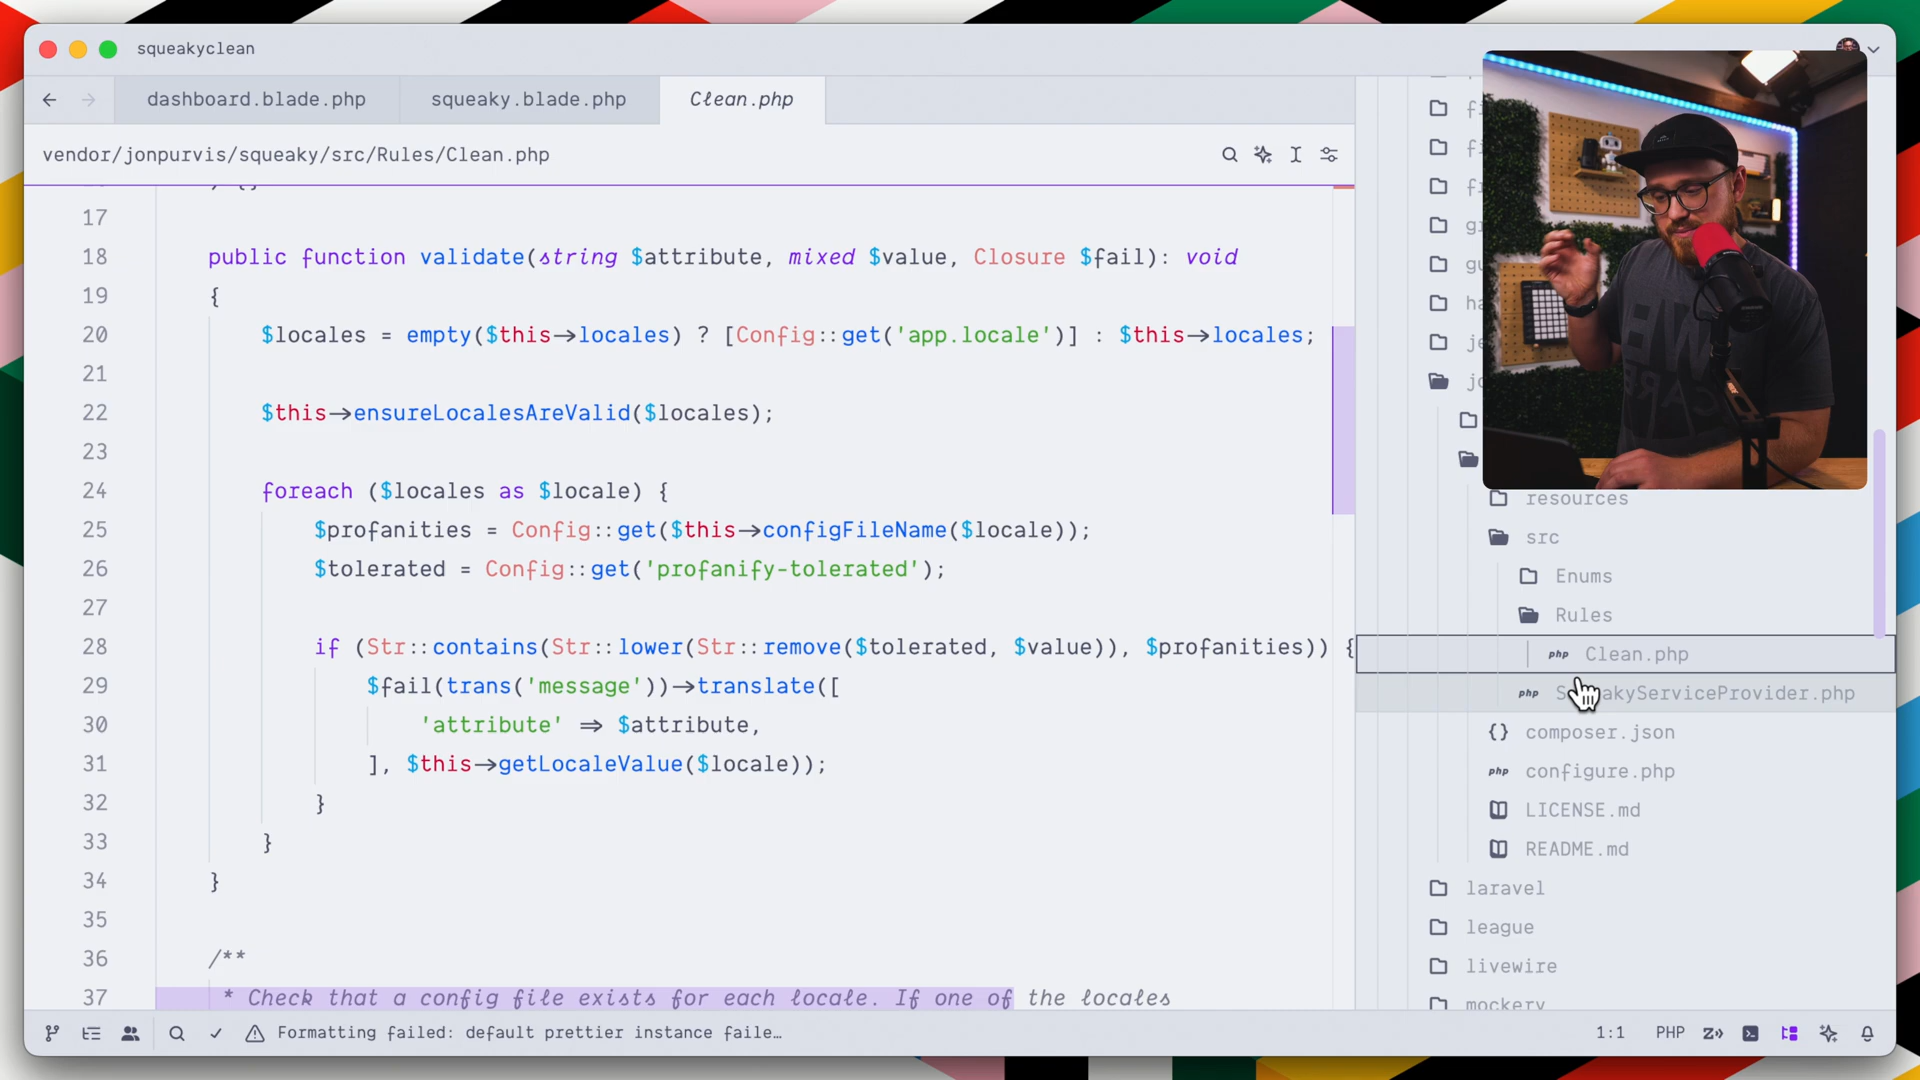 squeakyclean
dashboard.blade.php
squeaky.blade.php
Clean.php
vendor/jonpurvis/squeaky/src/Rules/Clean.php
17
18 public function validate(string $attribute, mixed $value, Closure $fail): void
19 {
20 $locales = empty($this→locales) ? [Config::get('app.locale')] : $this→locales;
21
22 $this→ensureLocalesAreValid($locales);
23
24 foreach ($locales as $locale) {
25 $profanities = Config::get($this→configFileName($locale));
26 $tolerated = Config::get('profanify-tolerated');
27
28 if (Str::contains(Str::lower(Str::remove($tolerated, $value)), $profanities)) {
29 $fail(trans('message'))→translate([
30 'attribute' ⇒ $attribute,
31 ], $this→getLocaleValue($locale));
32 }
33 }
34 }
35
36 /**
37 * Check that a config file exists for each locale. If one of the locales
resources
src
Enums
Rules
php Clean.php
php
{} composer.json
php configure.php
LICENSE.md
README.md
laravel
league
livewire
mockery
Formatting failed: default prettier instance faile…
1:1
PHP